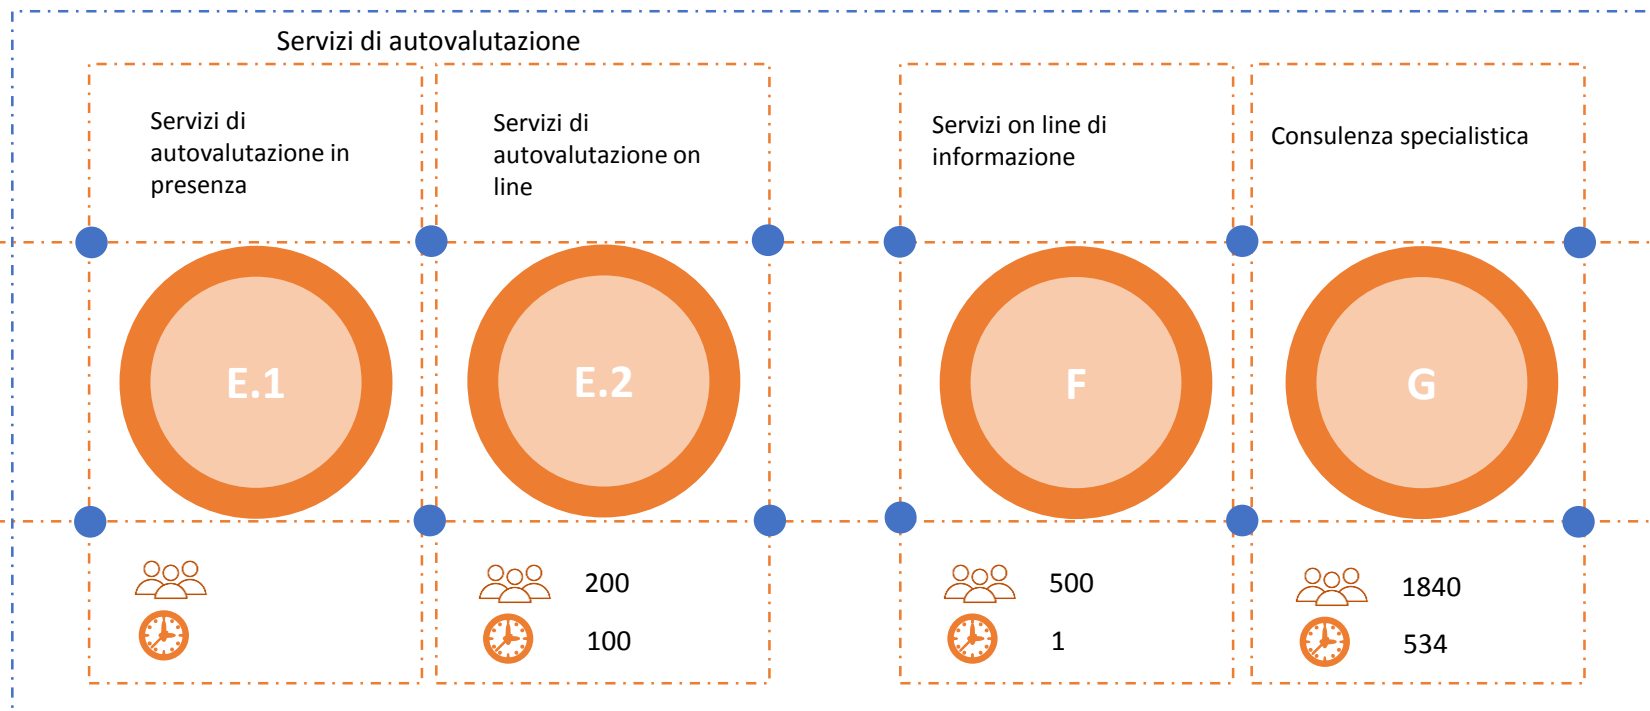 Servizi di autovalutazione
Servizi di
autovalutazione in
presenza
Servizi di
autovalutazione on
line
Servizi on line di
informazione
Consulenza specialistica
E.1
E.2
F
G
200
100
500
1
1840
534